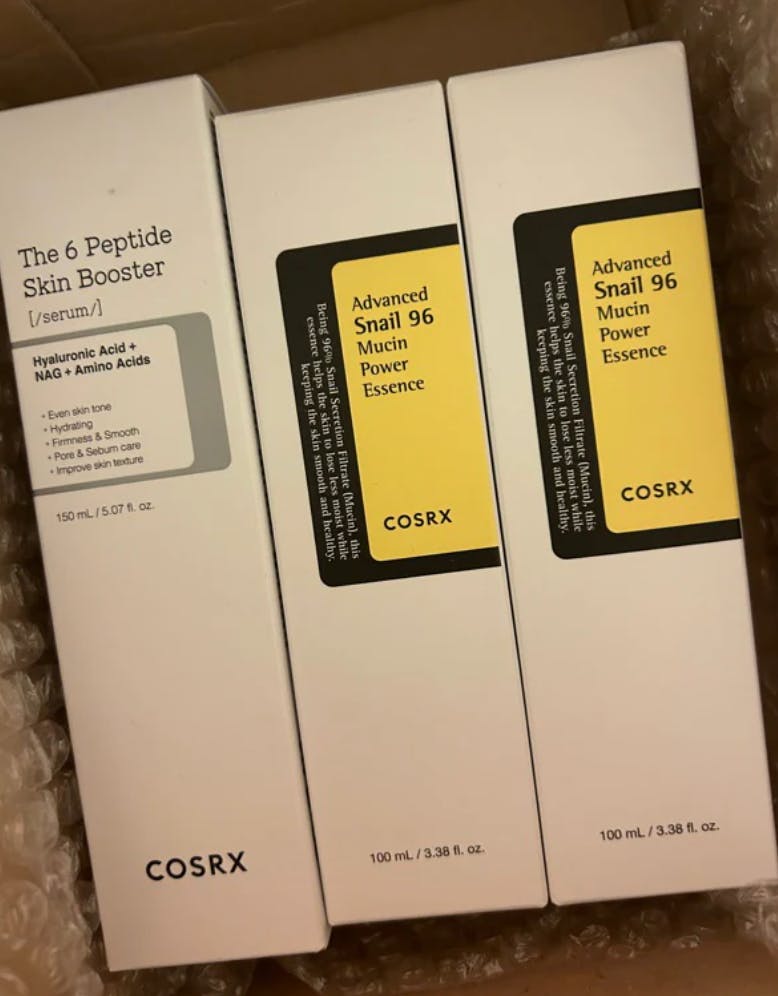 The 6 Peptide
Skin Booster
[/serum/]
Hyaluronic Acid +
NAG + Amino Acids
+ Even skin tone
+ Hydrating
+ Firmness & Smooth
+ Pore & Sebum care
+ Improve skin texture
150 mL / 5.07 fl. oz.
COSRX
Being 96% Snail Secretion Filtrate (Mucin), this
essence helps the skin to lose less moist while
keeping the skin smooth and healthy.
Advanced
Snail 96
Mucin
Power
Essence
COSRX
100 mL / 3.38 fl. oz.
Being 96% Snail Secretion Filtrate (Mucin), this
essence helps the skin to lose less moist while
keeping the skin smooth and healthy.
Advanced
Snail 96
Mucin
Power
Essence
COSRX
100 mL / 3.38 fl. oz.